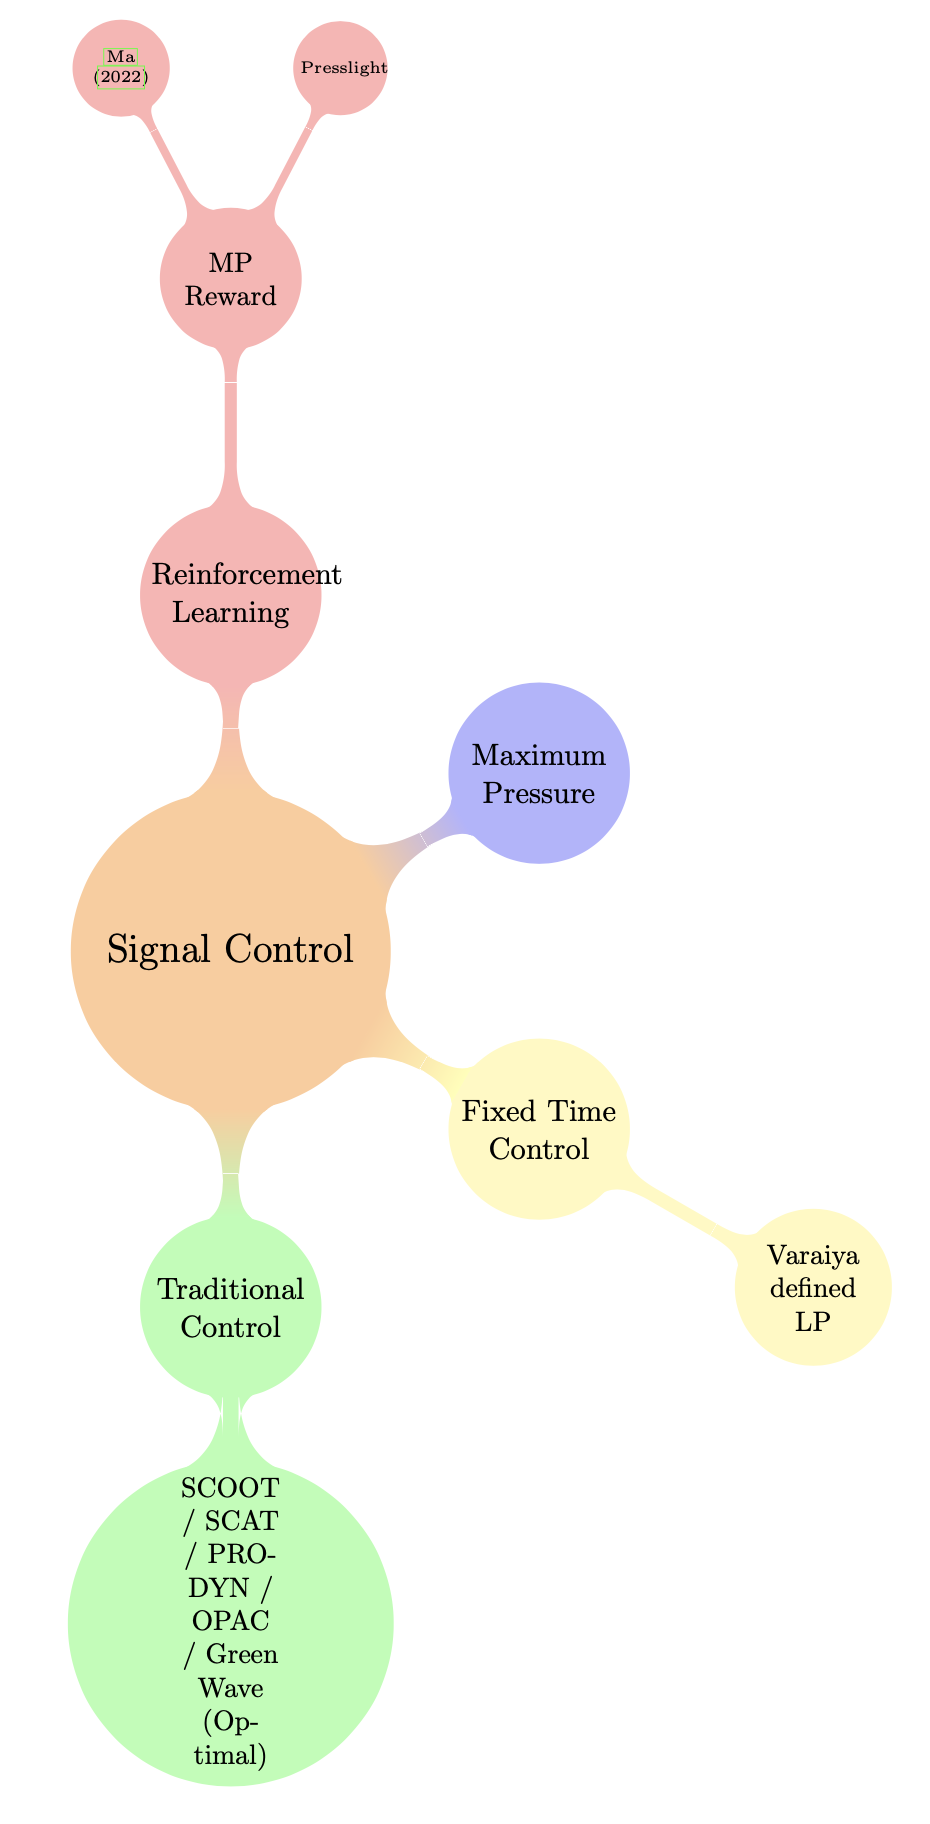 Ma
(2022)
Presslight
MP
Reward
Reinforcement
Learning
Maximum
Pressure
Signal Control
Fixed Time
Control
Varaiya
defined
LP
Traditional
Control
SCOOT
/ SCAT
/ PRO-
DYN /
OPAC
/ Green
Wave
(Op-
timal)